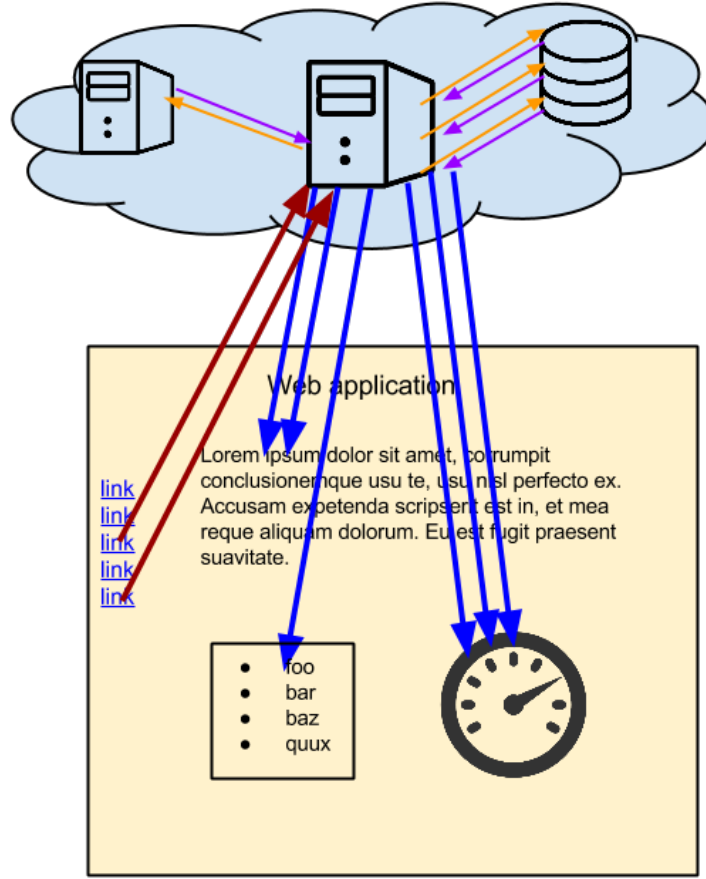 Web application
Lorem ipsum dolor sit amet, corrumpit
conclusionemque usu te, usu nisl perfecto ex.
Accusam expetenda scripserit est in, et mea
reque aliquam dolorum. Eu est fugit praesent
suavitate.
link
link
link
link
link
foo
bar
baz
quux